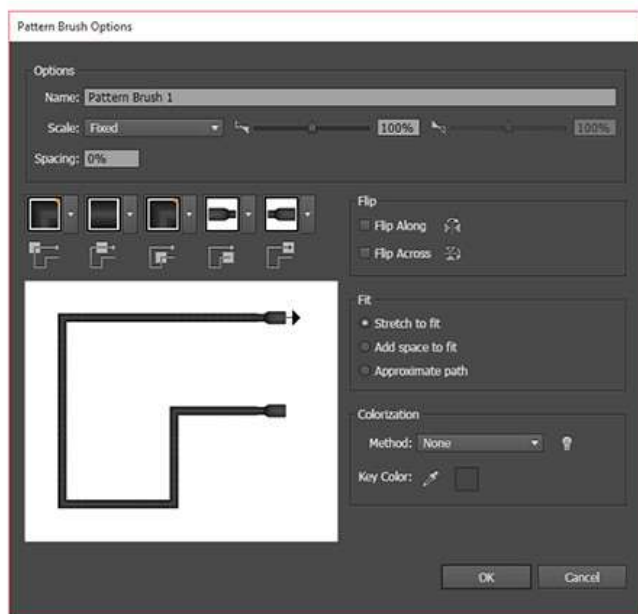 Pattern Brush Options
Options
Name: Pattern Brush 1
Scale: Fixed 100% 100%
Spacing: 0%
Flip
Flip Along
Flip Across
Fit
Stretch to fit
Add space to fit
Approximate path
Colorization
Method: None
Key Color:
OK Cancel